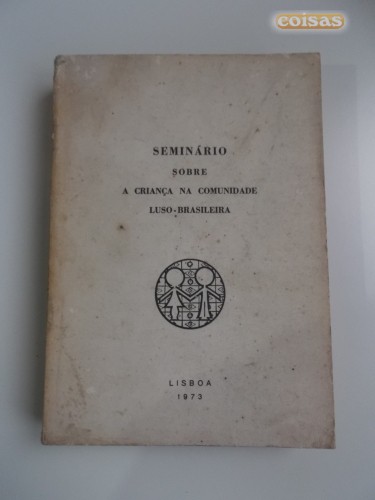 coisas
SEMINÁRIO
SOBRE
A CRIANÇA NA COMUNIDADE
LUSO-BRASILEIRA
LISBOA
1973